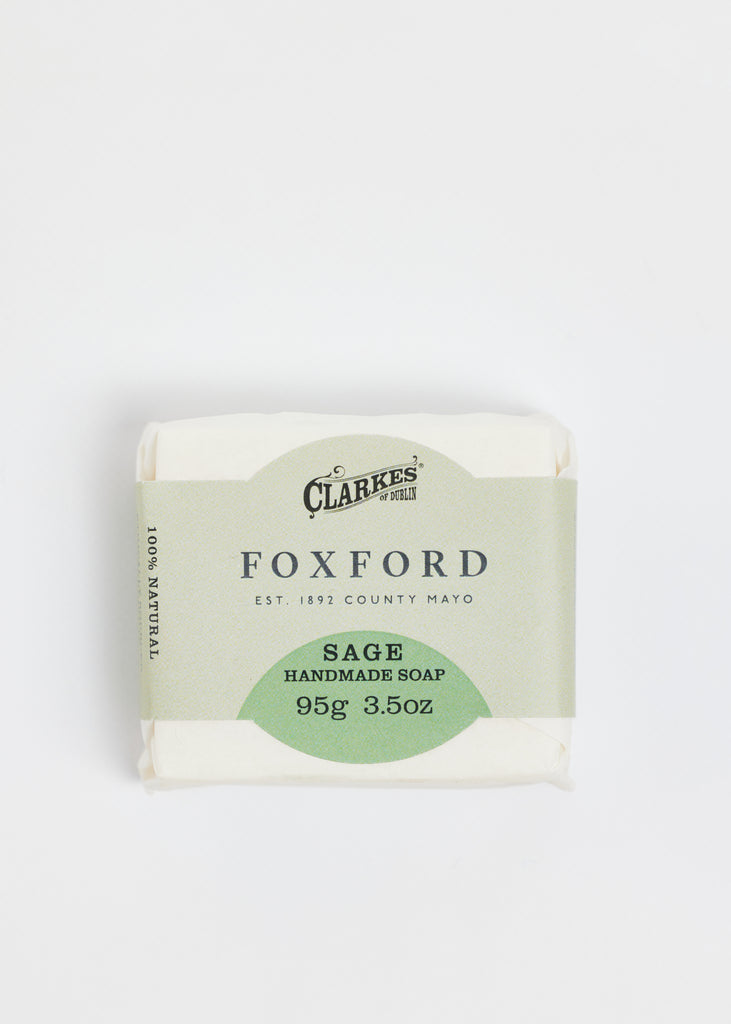 CLARKES®
OF DUBLIN
FOXFORD
EST. 1892 COUNTY MAYO
SAGE
HANDMADE SOAP
95g 3.5oz
100% NATURAL